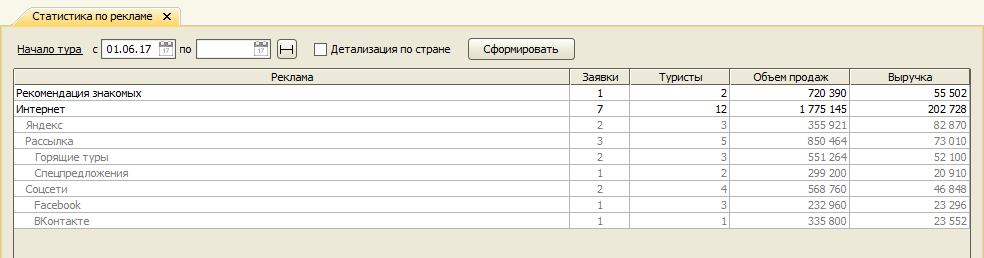 Статистика по рекламе
Начало тура с 01.06.17 по Детализация по стране Сформировать
Реклама Заявки Туристы Объем продаж Выручка
Рекомендация знакомых 1 2 720 390 55 502
Интернет 7 12 1 775 145 202 728
Яндекс 2 3 355 921 82 870
Рассылка 3 5 850 464 73 010
Горящие туры 2 3 551 264 52 100
Спецпредложения 1 2 299 200 20 910
Соцсети 2 4 568 760 46 848
Facebook 1 3 232 960 23 296
ВКонтакте 1 1 335 800 23 552